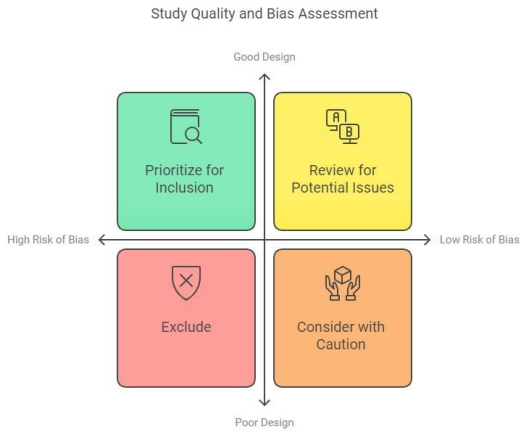 Study Quality and Bias Assessment
Good Design
Prioritize for
Inclusion
A
B
Review for
Potential Issues
High Risk of Bias
Low Risk of Bias
Exclude
Consider with
Caution
Poor Design